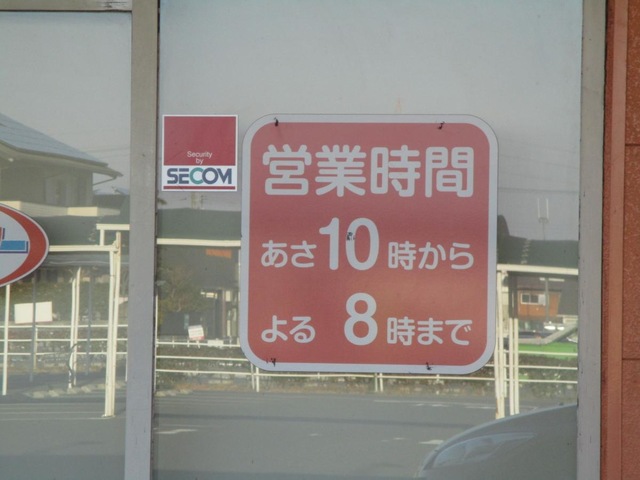 Security
by
SECOM
営業時間
あさ10時から
よる 8時まで